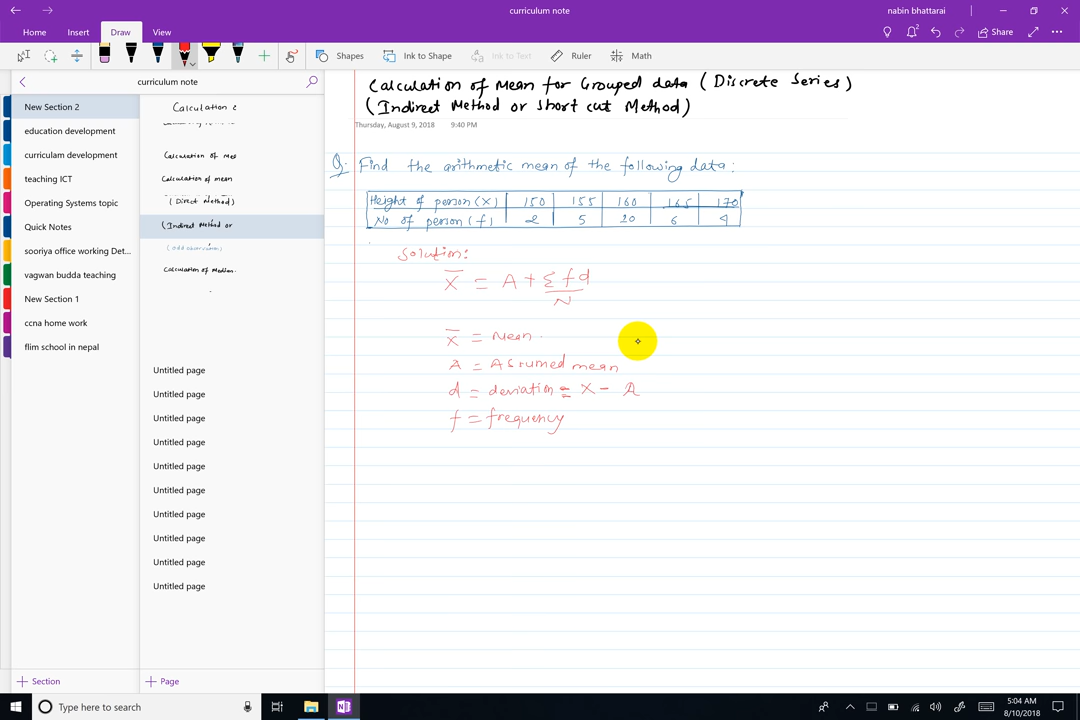 curriculum note
nabin bhattarai
Home Insert Draw View
Share
Shapes Ink to Shape Ink to Text Ruler Math
curriculum note
New Section 2
education development
curriculam development
teaching ICT
Operating Systems topic
Quick Notes
sooriya office working Det...
vagwan budda teaching
New Section 1
ccna home work
flim school in nepal
Section
Calculation c
Calculation of Mea
Calculation of mean
(Direct Method)
(Indirect Method or
(odd observation)
Calculation of Median.
Untitled page
Untitled page
Untitled page
Untitled page
Untitled page
Untitled page
Untitled page
Untitled page
Untitled page
Untitled page
Page
Calculation of Mean for Grouped data (Discrete Series)
(Indirect Method or Short cut Method)
Thursday, August 9, 2018 9:40 PM
Q: Find the arithmetic mean of the following data:
Height of person (X) 150 155 160 165 170
No of person (f) 2 5 20 6 4
Solution:
X̄ = A + Σfd/N
X̄ = Mean.
A = Assumed mean
d = deviation = X - A
f = frequency
Type here to search
5:04 AM
8/10/2018